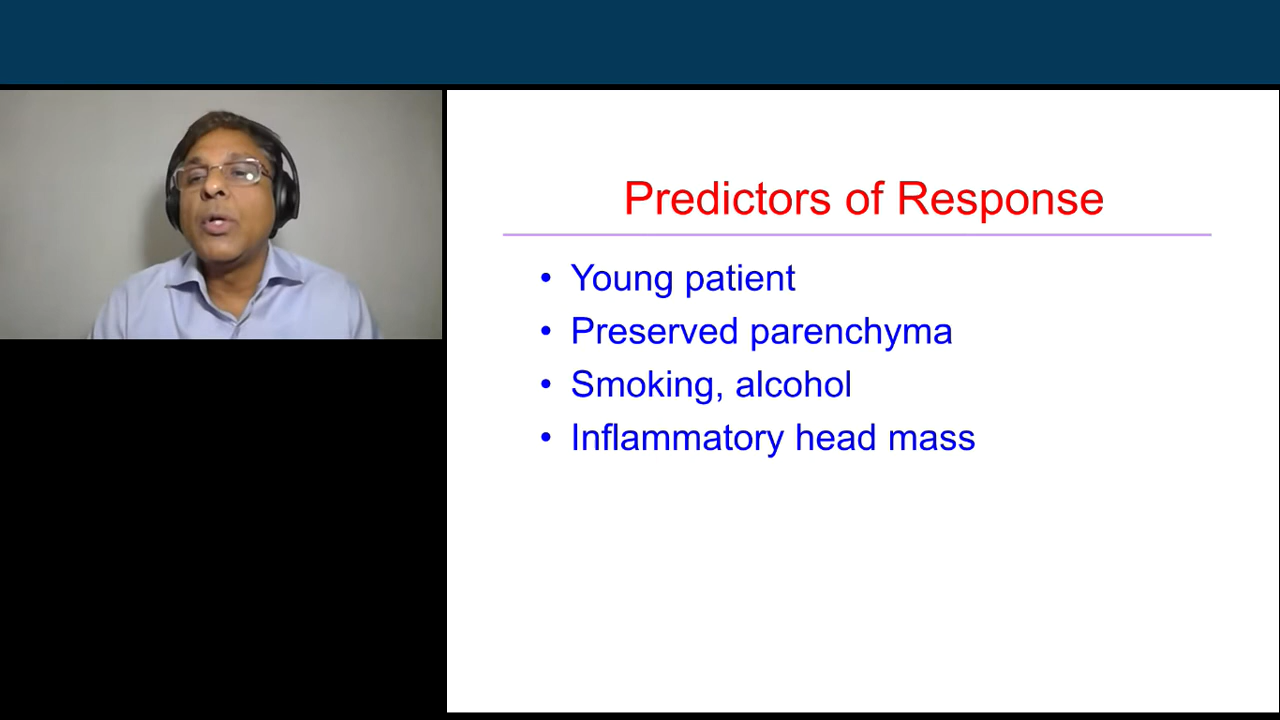 Predictors of Response
• Young patient
• Preserved parenchyma
• Smoking, alcohol
• Inflammatory head mass